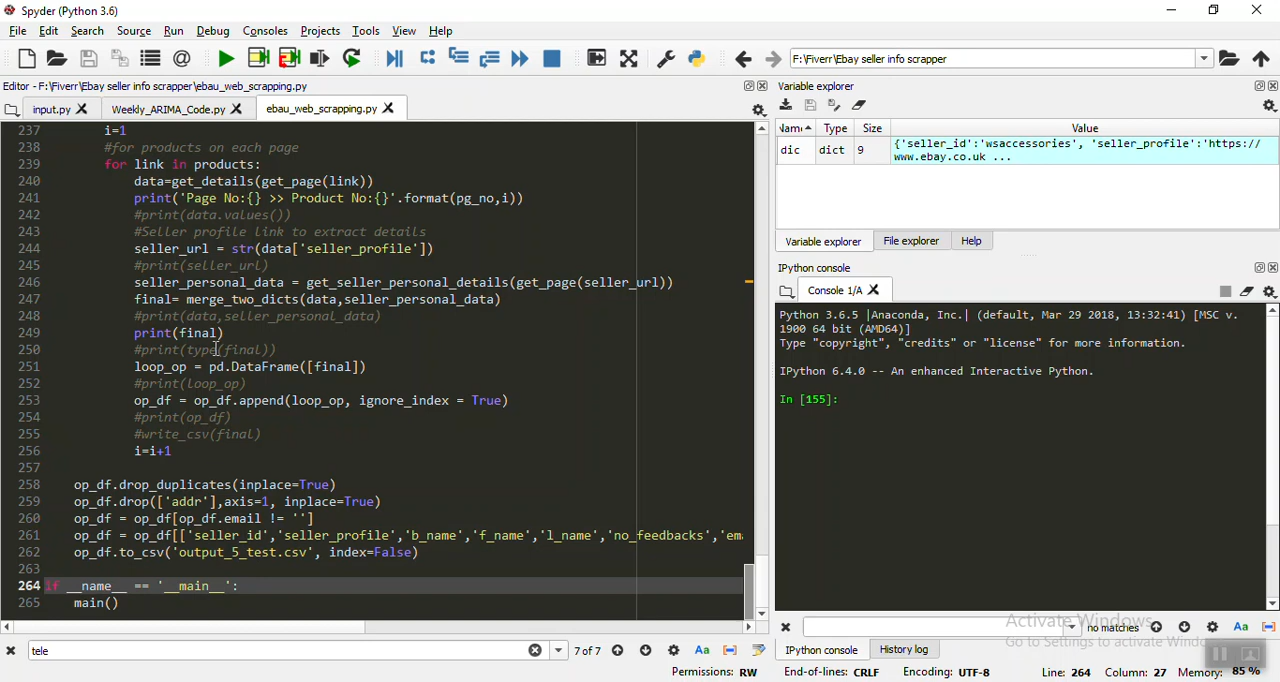 Spyder (Python 3.6)
File Edit Search Source Run Debug Consoles Projects Tools View Help
F:\Fiverr\Ebay seller info scrapper
Editor - F:\Fiverr\Ebay seller info scrapper\ebau_web_scrapping.py
input.py Weekly_ARIMA_Code.py ebau_web_scrapping.py
237 i=1
238 #for products on each page
239 for link in products:
240 data=get_details(get_page(link))
241 print('Page No:{} >> Product No:{}'.format(pg_no,i))
242 #print(data.values())
243 #Seller profile link to extract details
244 seller_url = str(data['seller_profile'])
245 #print(seller_url)
246 seller_personal_data = get_seller_personal_details(get_page(seller_url))
247 final= merge_two_dicts(data,seller_personal_data)
248 #print(data,seller_personal_data)
249 print(final)
250 #print(type(final))
251 loop_op = pd.DataFrame([final])
252 #print(loop_op)
253 op_df = op_df.append(loop_op, ignore_index = True)
254 #print(op_df)
255 #write_csv(final)
256 i=i+1
257
258 op_df.drop_duplicates(inplace=True)
259 op_df.drop(['addr'],axis=1, inplace=True)
260 op_df = op_df[op_df.email != '']
261 op_df = op_df[['seller_id','seller_profile','b_name','f_name','l_name','no_feedbacks','em
262 op_df.to_csv('output_5_test.csv', index=False)
263
264 if __name__ == '__main__':
265 main()
tele 7 of 7 Aa
Variable explorer
Name Type Size Value
dic dict 9 {'seller_id':'wsaccessories', 'seller_profile':'https://
www.ebay.co.uk ...
Variable explorer File explorer Help
IPython console
Console 1/A
Python 3.6.5 |Anaconda, Inc.| (default, Mar 29 2018, 13:32:41) [MSC v.
1900 64 bit (AMD64)]
Type "copyright", "credits" or "license" for more information.
IPython 6.4.0 -- An enhanced Interactive Python.
In [155]:
no matches Aa
Activate Windows
Go to Settings to activate Windo
IPython console History log
Permissions: RW End-of-lines: CRLF Encoding: UTF-8 Line: 264 Column: 27 Memory: 85 %